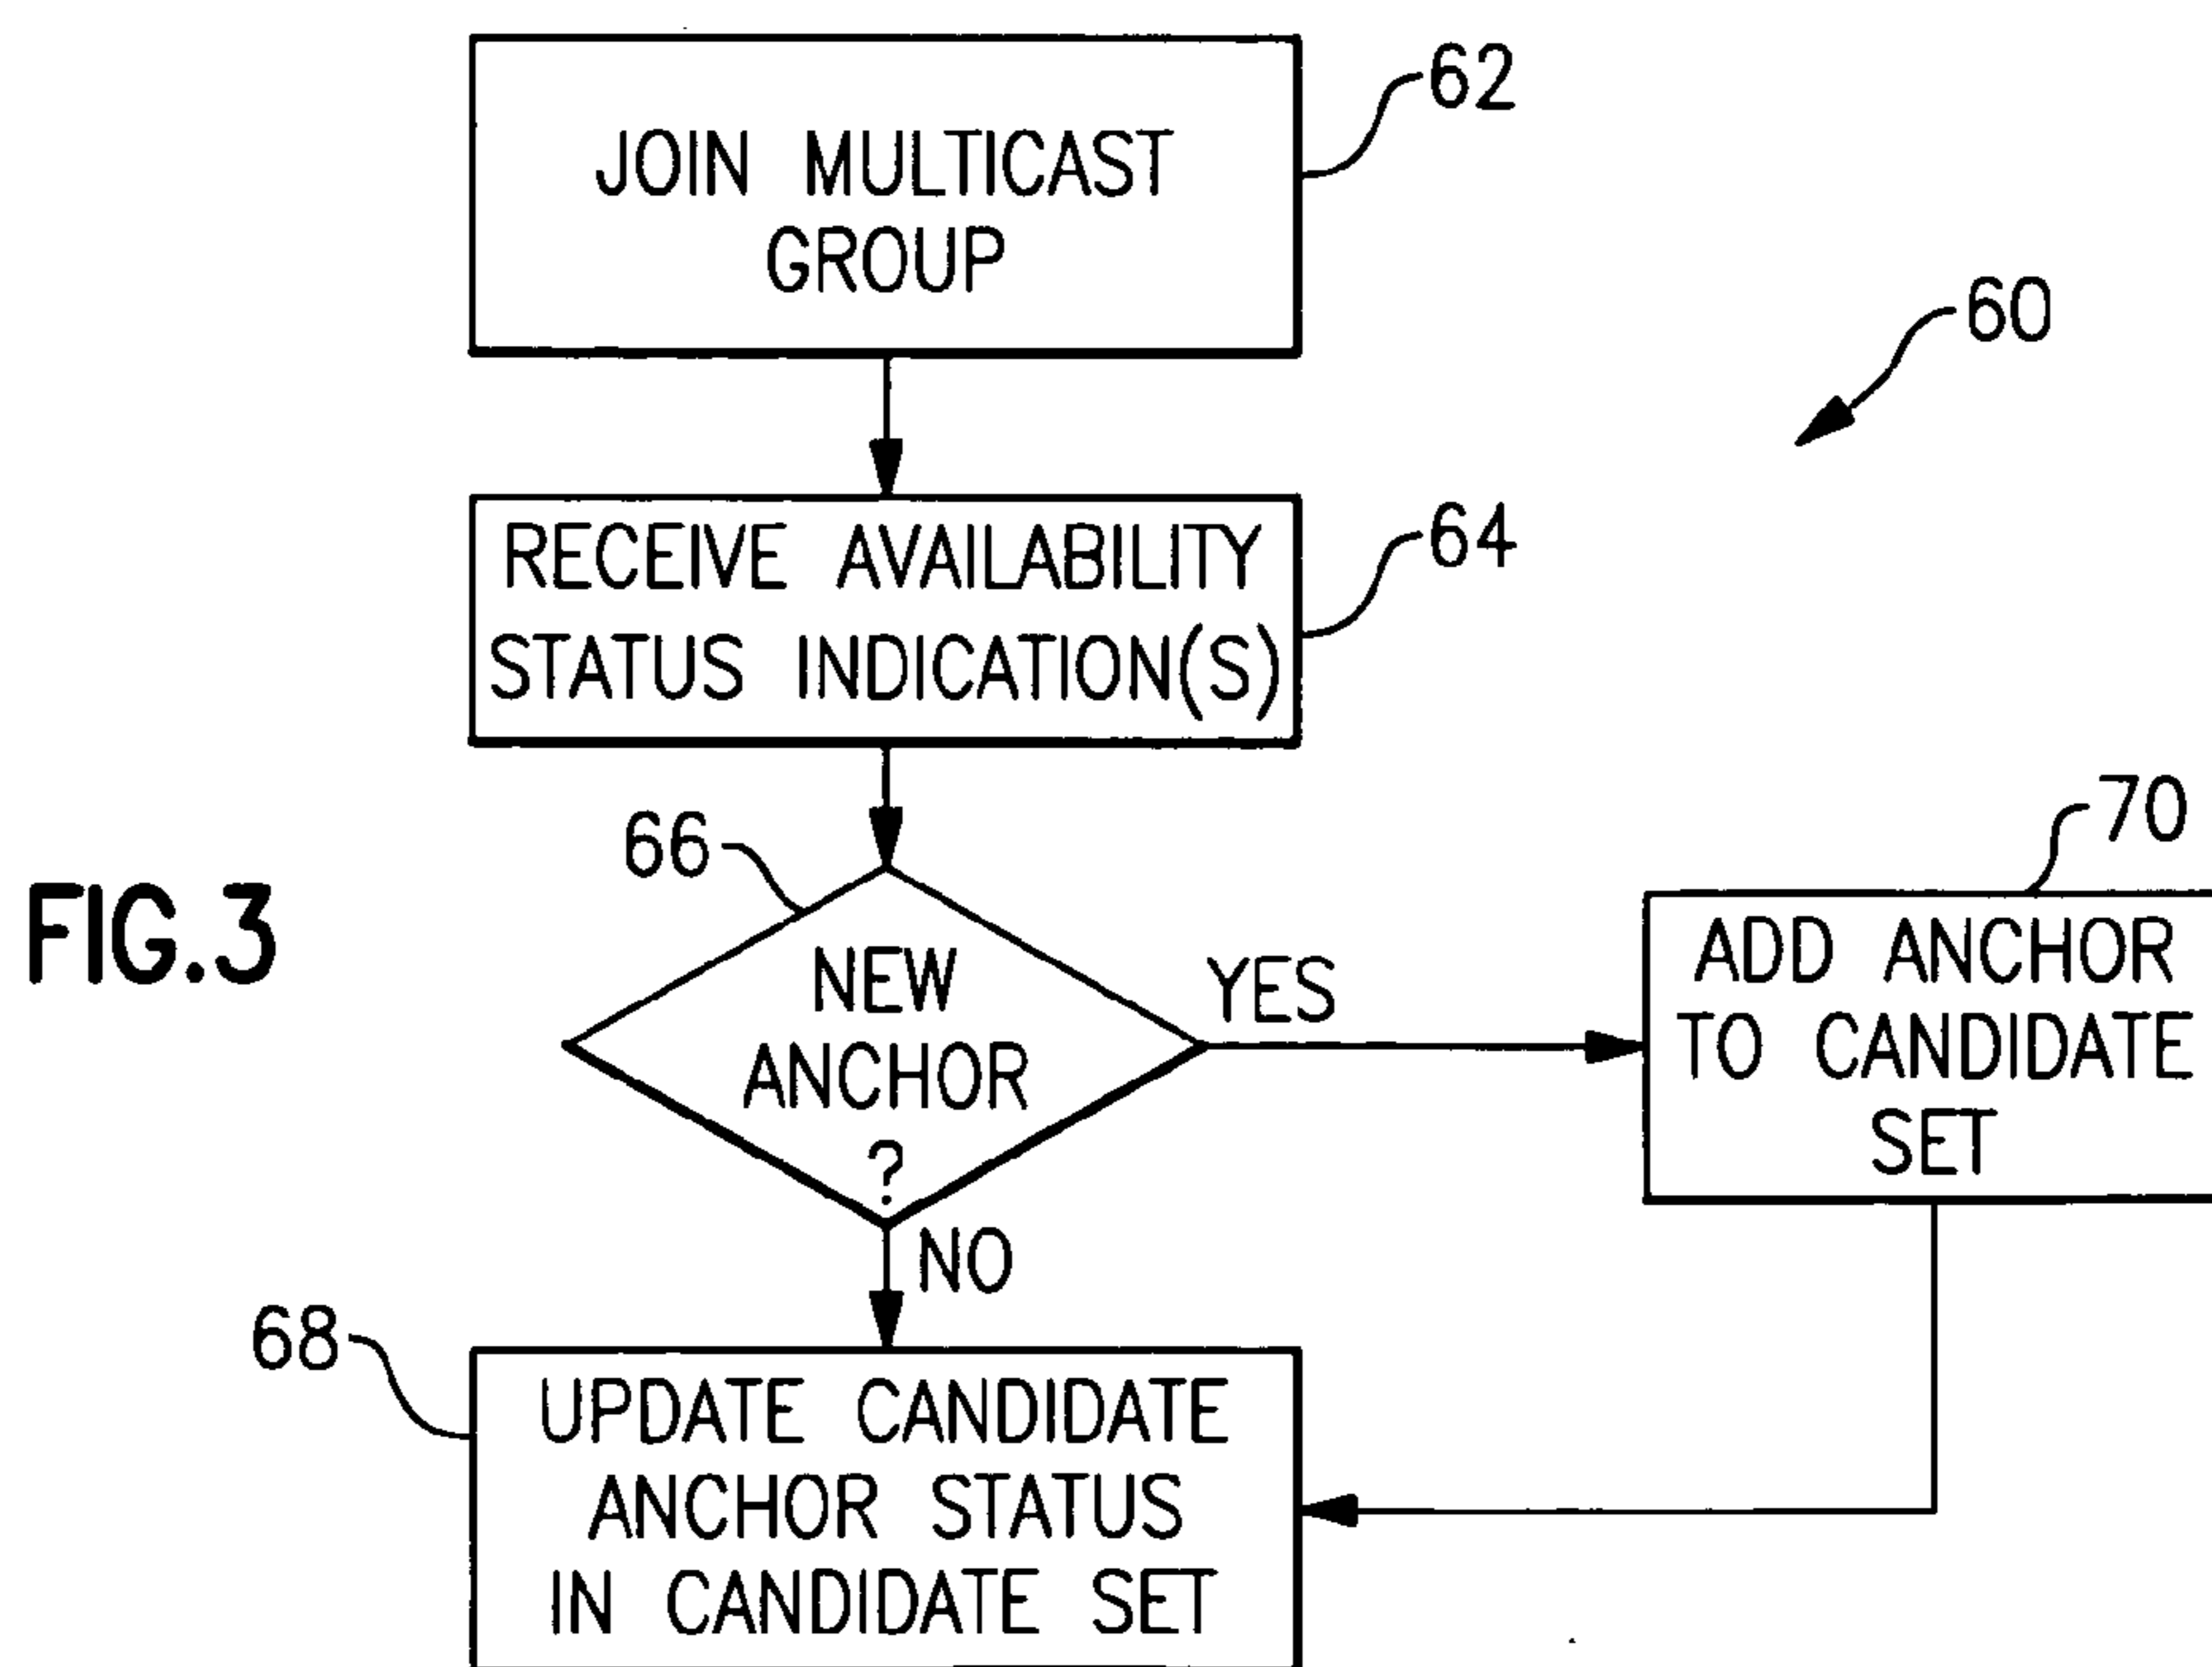 62
JOIN MULTICAST
GROUP
60
64
RECEIVE AVAILABILITY
STATUS INDICATION(S)
66
70
FIG.3
NEW
ANCHOR
?
YES
NO
ADD ANCHOR
TO CANDIDATE
SET
68
UPDATE CANDIDATE
ANCHOR STATUS
IN CANDIDATE SET